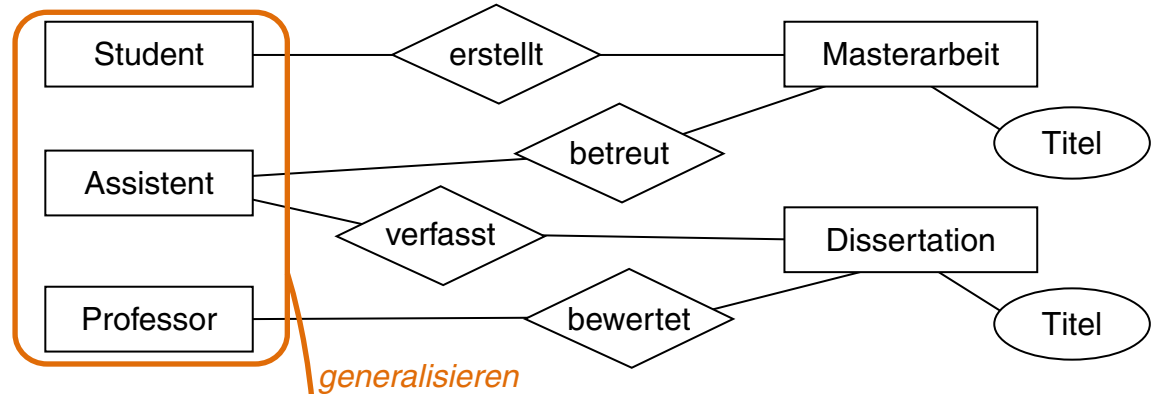 Student
erstellt
Masterarbeit
Titel
betreut
Assistent
verfasst
Dissertation
Titel
Professor
bewertet
generalisieren